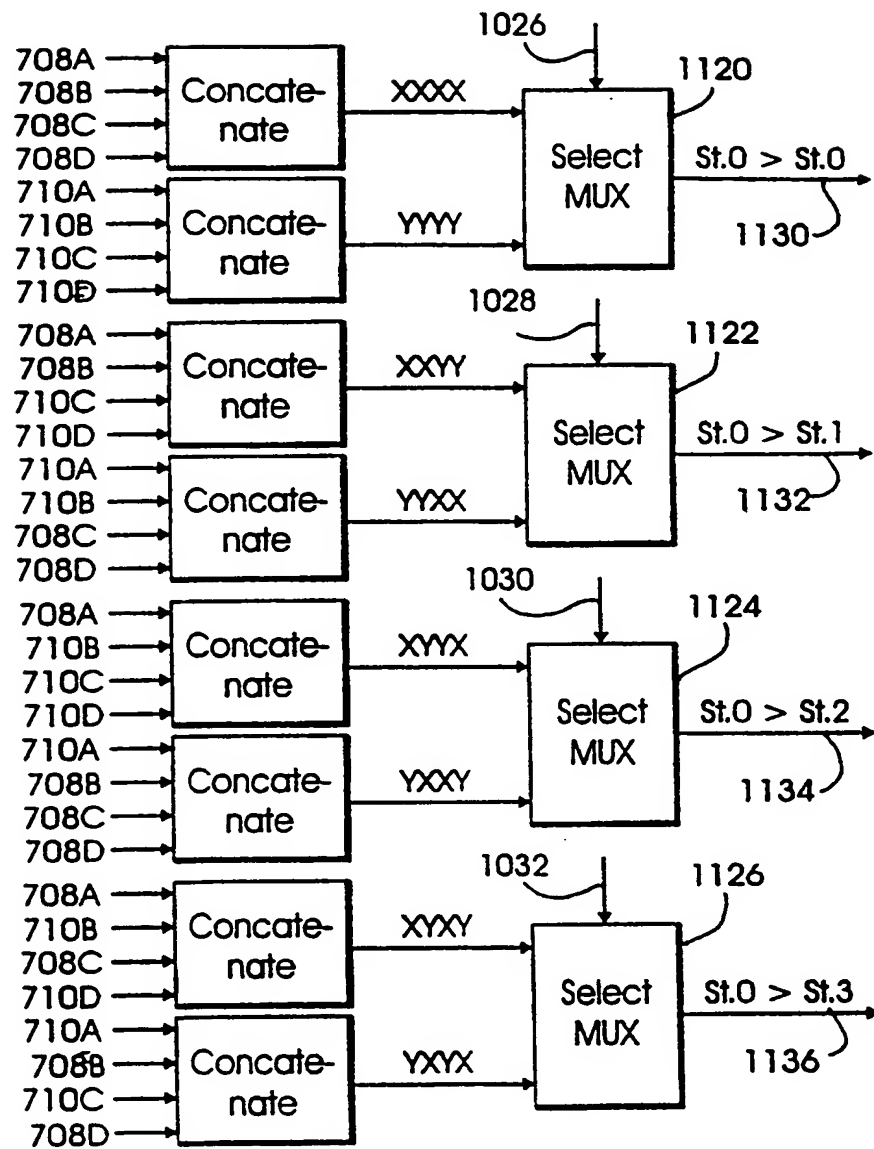 1026
708A
708B
708C
708D
Concate-
nate
XXXX
1120
Select
MUX
St.0 > St.0
1130
710A
710B
710C
710D
Concate-
nate
YYYY
1028
708A
708B
710C
710D
Concate-
nate
XXYY
1122
Select
MUX
St.0 > St.1
1132
710A
710B
708C
708D
Concate-
nate
YYXX
1030
708A
710B
710C
710D
Concate-
nate
XYYX
1124
Select
MUX
St.0 > St.2
1134
710A
708B
708C
708D
Concate-
nate
YXXY
1032
708A
710B
708C
710D
Concate-
nate
XYXY
1126
Select
MUX
St.0 > St.3
1136
710A
708B
710C
708D
Concate-
nate
YXYX